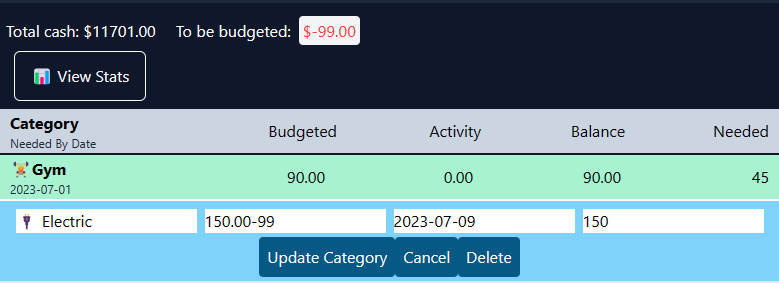 Total cash: $11701.00 To be budgeted: $-99.00
View Stats
Category Budgeted Activity Balance Needed
Needed By Date
Gym 90.00 0.00 90.00 45
2023-07-01
Electric 150.00-99 2023-07-09 150
Update Category Cancel Delete